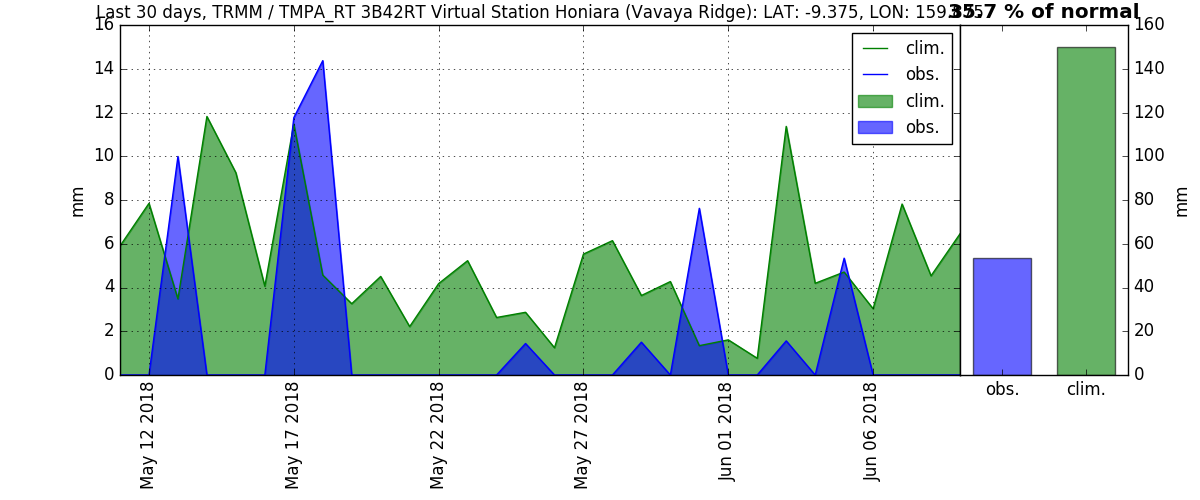 Last 30 days, TRMM / TMPA_RT 3B42RT Virtual Station Honiara (Vavaya Ridge): LAT: -9.375, LON:
35.7 % of normal
16
14
12
10
8
6
4
2
0
mm
clim.
obs.
clim.
obs.
May 12 2018
May 17 2018
May 22 2018
May 27 2018
Jun 01 2018
Jun 06 2018
160
140
120
100
80
60
40
20
0
mm
obs.
clim.